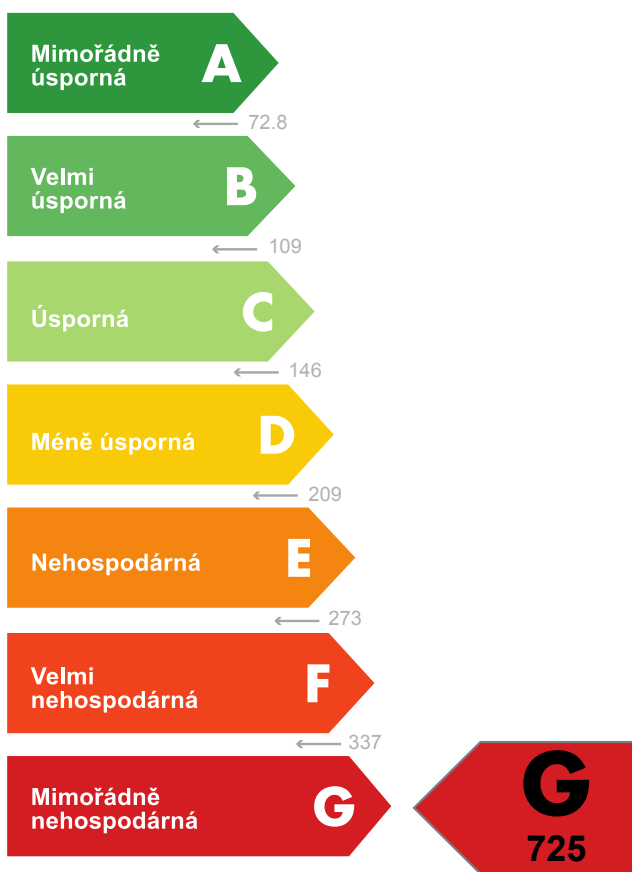 Mimořádně
úsporná
A
72.8
Velmi
úsporná
B
109
Úsporná
C
146
Méně úsporná
D
209
Nehospodárná
E
273
Velmi
nehospodárná
F
337
Mimořádně
nehospodárná
G
G
725